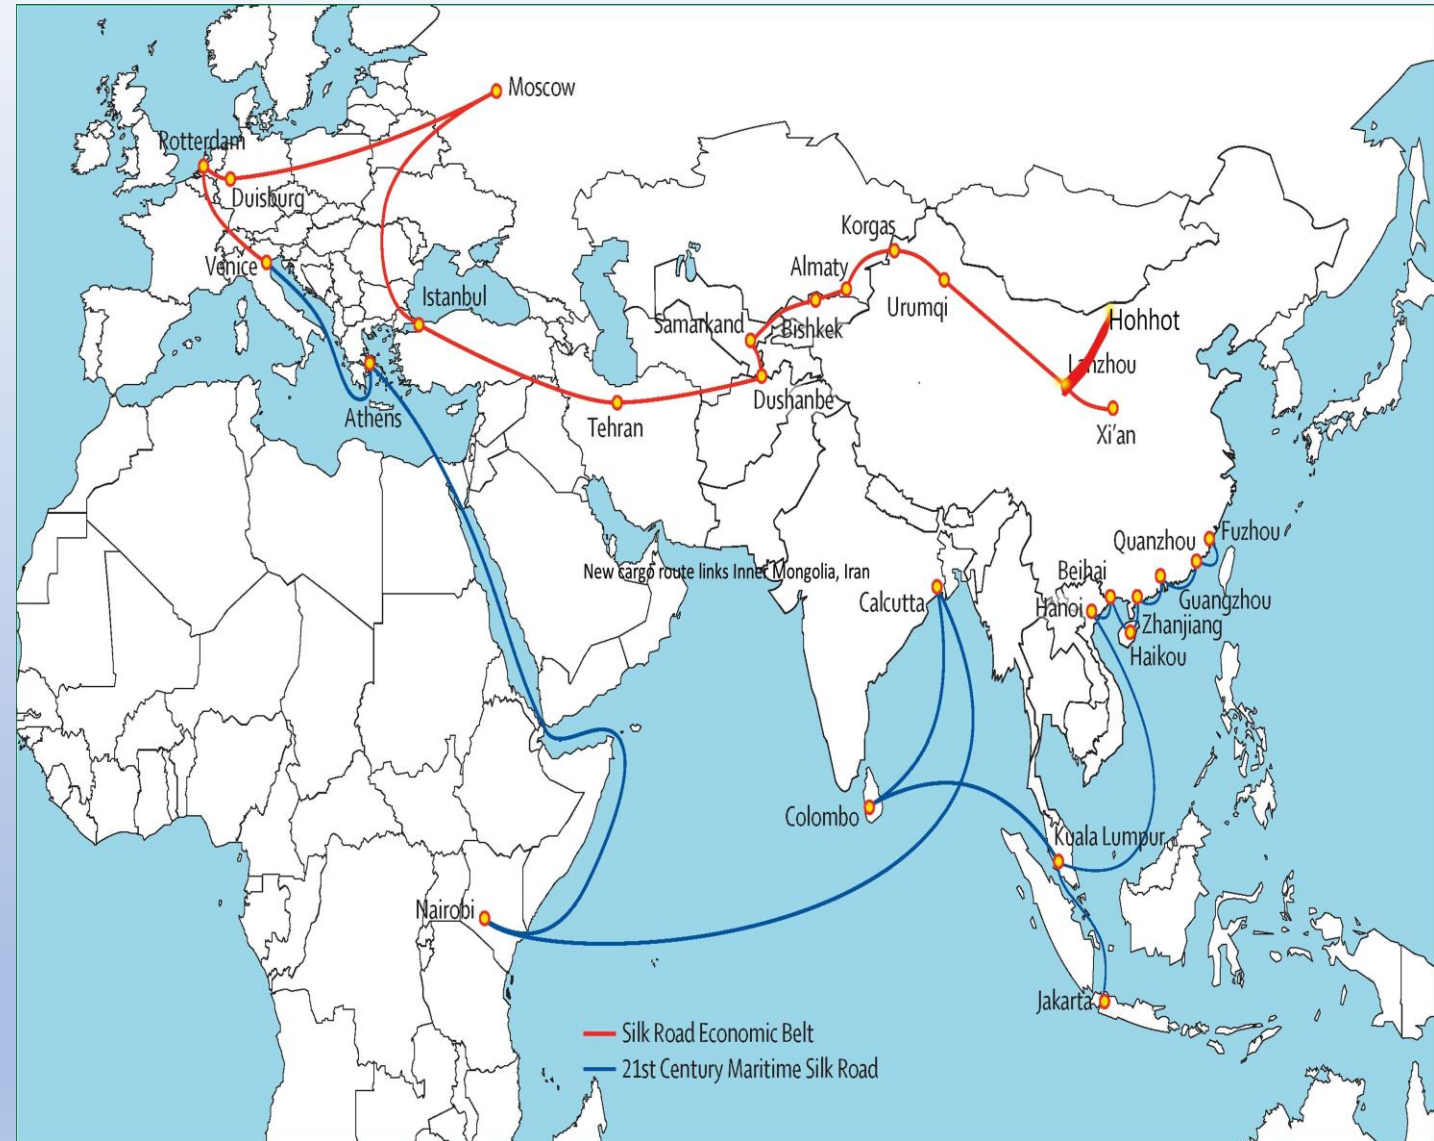 Moscow
Rotterdam
Duisburg
Korgas
Venice
Almaty
Istanbul
Urumqi
Hohhot
Samarkand
Bishkek
Lanzhou
Dushanbe
Athens
Tehran
Xi'an
Fuzhou
Quanzhou
New cargo route links Inner Mongolia, Iran
Beihai
Calcutta
Hanoi
Guangzhou
Zhanjiang
Haikou
Colombo
Kuala Lumpur
Nairobi
Jakarta
Silk Road Economic Belt
21st Century Maritime Silk Road